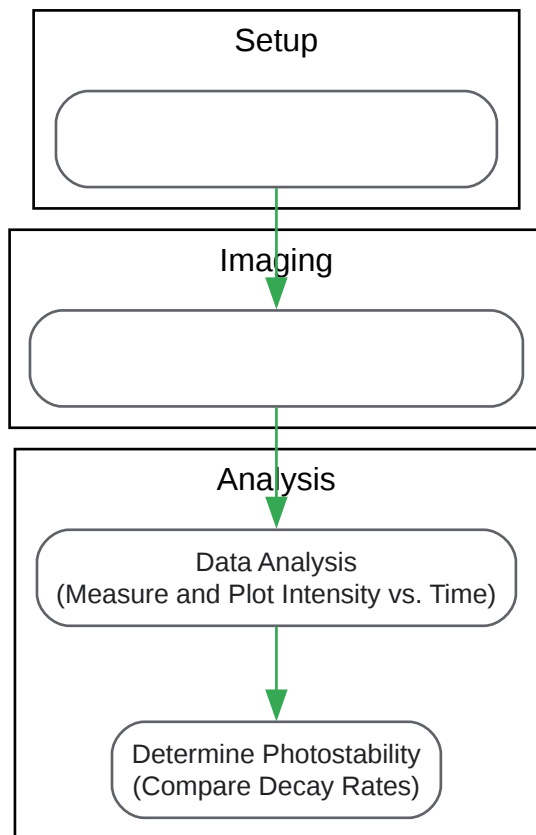 Setup
Imaging
Analysis
Data Analysis
(Measure and Plot Intensity vs. Time)
Determine Photostability
(Compare Decay Rates)